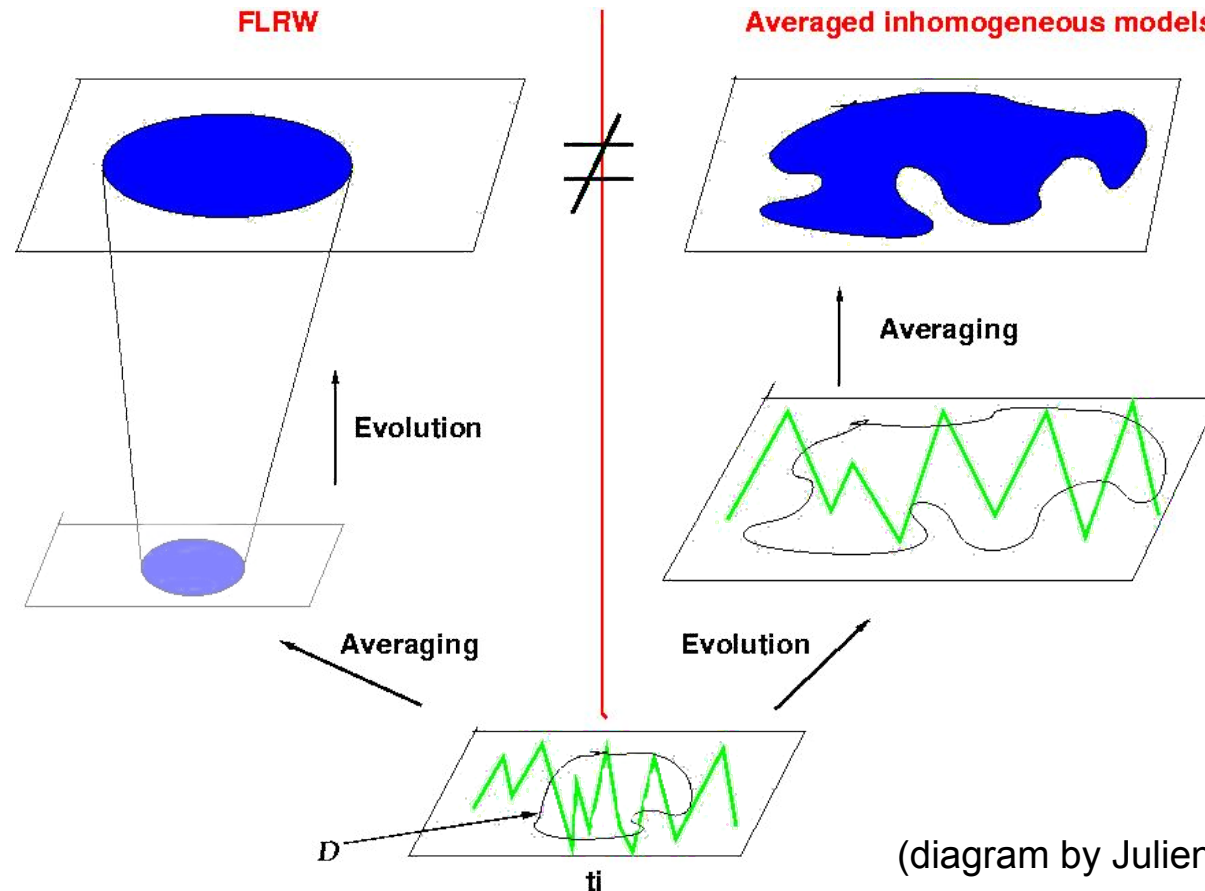 FLRW
Averaged inhomogeneous models
≠
Averaging
Evolution
Averaging
Evolution
D
ti
(diagram by Julien